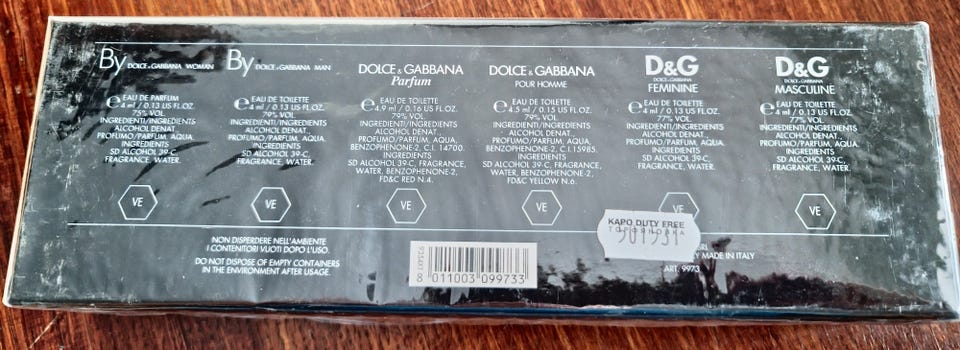 By DOLCE & GABBANA WOMAN
EAU DE PARFUM
e 4 ml / 0.13 US FL.OZ.
75% VOL.
INGREDIENTI/INGREDIENTS
ALCOHOL DENAT.,
PROFUMO/PARFUM, AQUA.
INGREDIENTS
SD ALCOHOL 39-C,
FRAGRANCE, WATER.
VE
By DOLCE & GABBANA MAN
EAU DE TOILETTE
e 4 ml / 0.13 US FL.OZ.
79% VOL.
INGREDIENTI/INGREDIENTS
ALCOHOL DENAT.,
PROFUMO/PARFUM, AQUA.
INGREDIENTS
SD ALCOHOL 39-C,
FRAGRANCE, WATER.
VE
DOLCE & GABBANA
Parfum
EAU DE TOILETTE
e 4.9 ml / 0.16 US FL.OZ.
79% VOL.
INGREDIENTI/INGREDIENTS
ALCOHOL DENAT.,
PROFUMO/PARFUM, AQUA,
BENZOPHENONE-2, C.I. 14700.
INGREDIENTS
SD ALCOHOL 39-C, FRAGRANCE,
WATER, BENZOPHENONE-2,
FD&C RED N.4.
VE
DOLCE & GABBANA
POUR HOMME
EAU DE TOILETTE
e 4.5 ml / 0.15 US FL.OZ.
79% VOL.
INGREDIENTI/INGREDIENTS
ALCOHOL DENAT.,
PROFUMO/PARFUM, AQUA,
BENZOPHENONE-2, C.I.15985.
INGREDIENTS
SD ALCOHOL 39-C, FRAGRANCE,
WATER, BENZOPHENONE-2,
FD&C YELLOW N.6.
VE
D&G
DOLCE & GABBANA
FEMININE
EAU DE TOILETTE
e 4 ml / 0.13 US FL.OZ.
77% VOL.
INGREDIENTI/INGREDIENTS
ALCOHOL DENAT.,
PROFUMO/PARFUM, AQUA.
INGREDIENTS
SD ALCOHOL 39-C,
FRAGRANCE, WATER.
VE
D&G
DOLCE & GABBANA
MASCULINE
EAU DE TOILETTE
e 4 ml / 0.13 US FL.OZ.
77% VOL.
INGREDIENTI/INGREDIENTS
ALCOHOL DENAT.,
PROFUMO/PARFUM, AQUA.
INGREDIENTS
SD ALCOHOL 39-C,
FRAGRANCE, WATER.
VE
NON DISPERDERE NELL'AMBIENTE
I CONTENITORI VUOTI DOPO L'USO.
DO NOT DISPOSE OF EMPTY CONTAINERS
IN THE ENVIRONMENT AFTER USAGE.
8 011003 099733
KAPO DUTY FREE
901931
MADE IN ITALY
ART. 9973